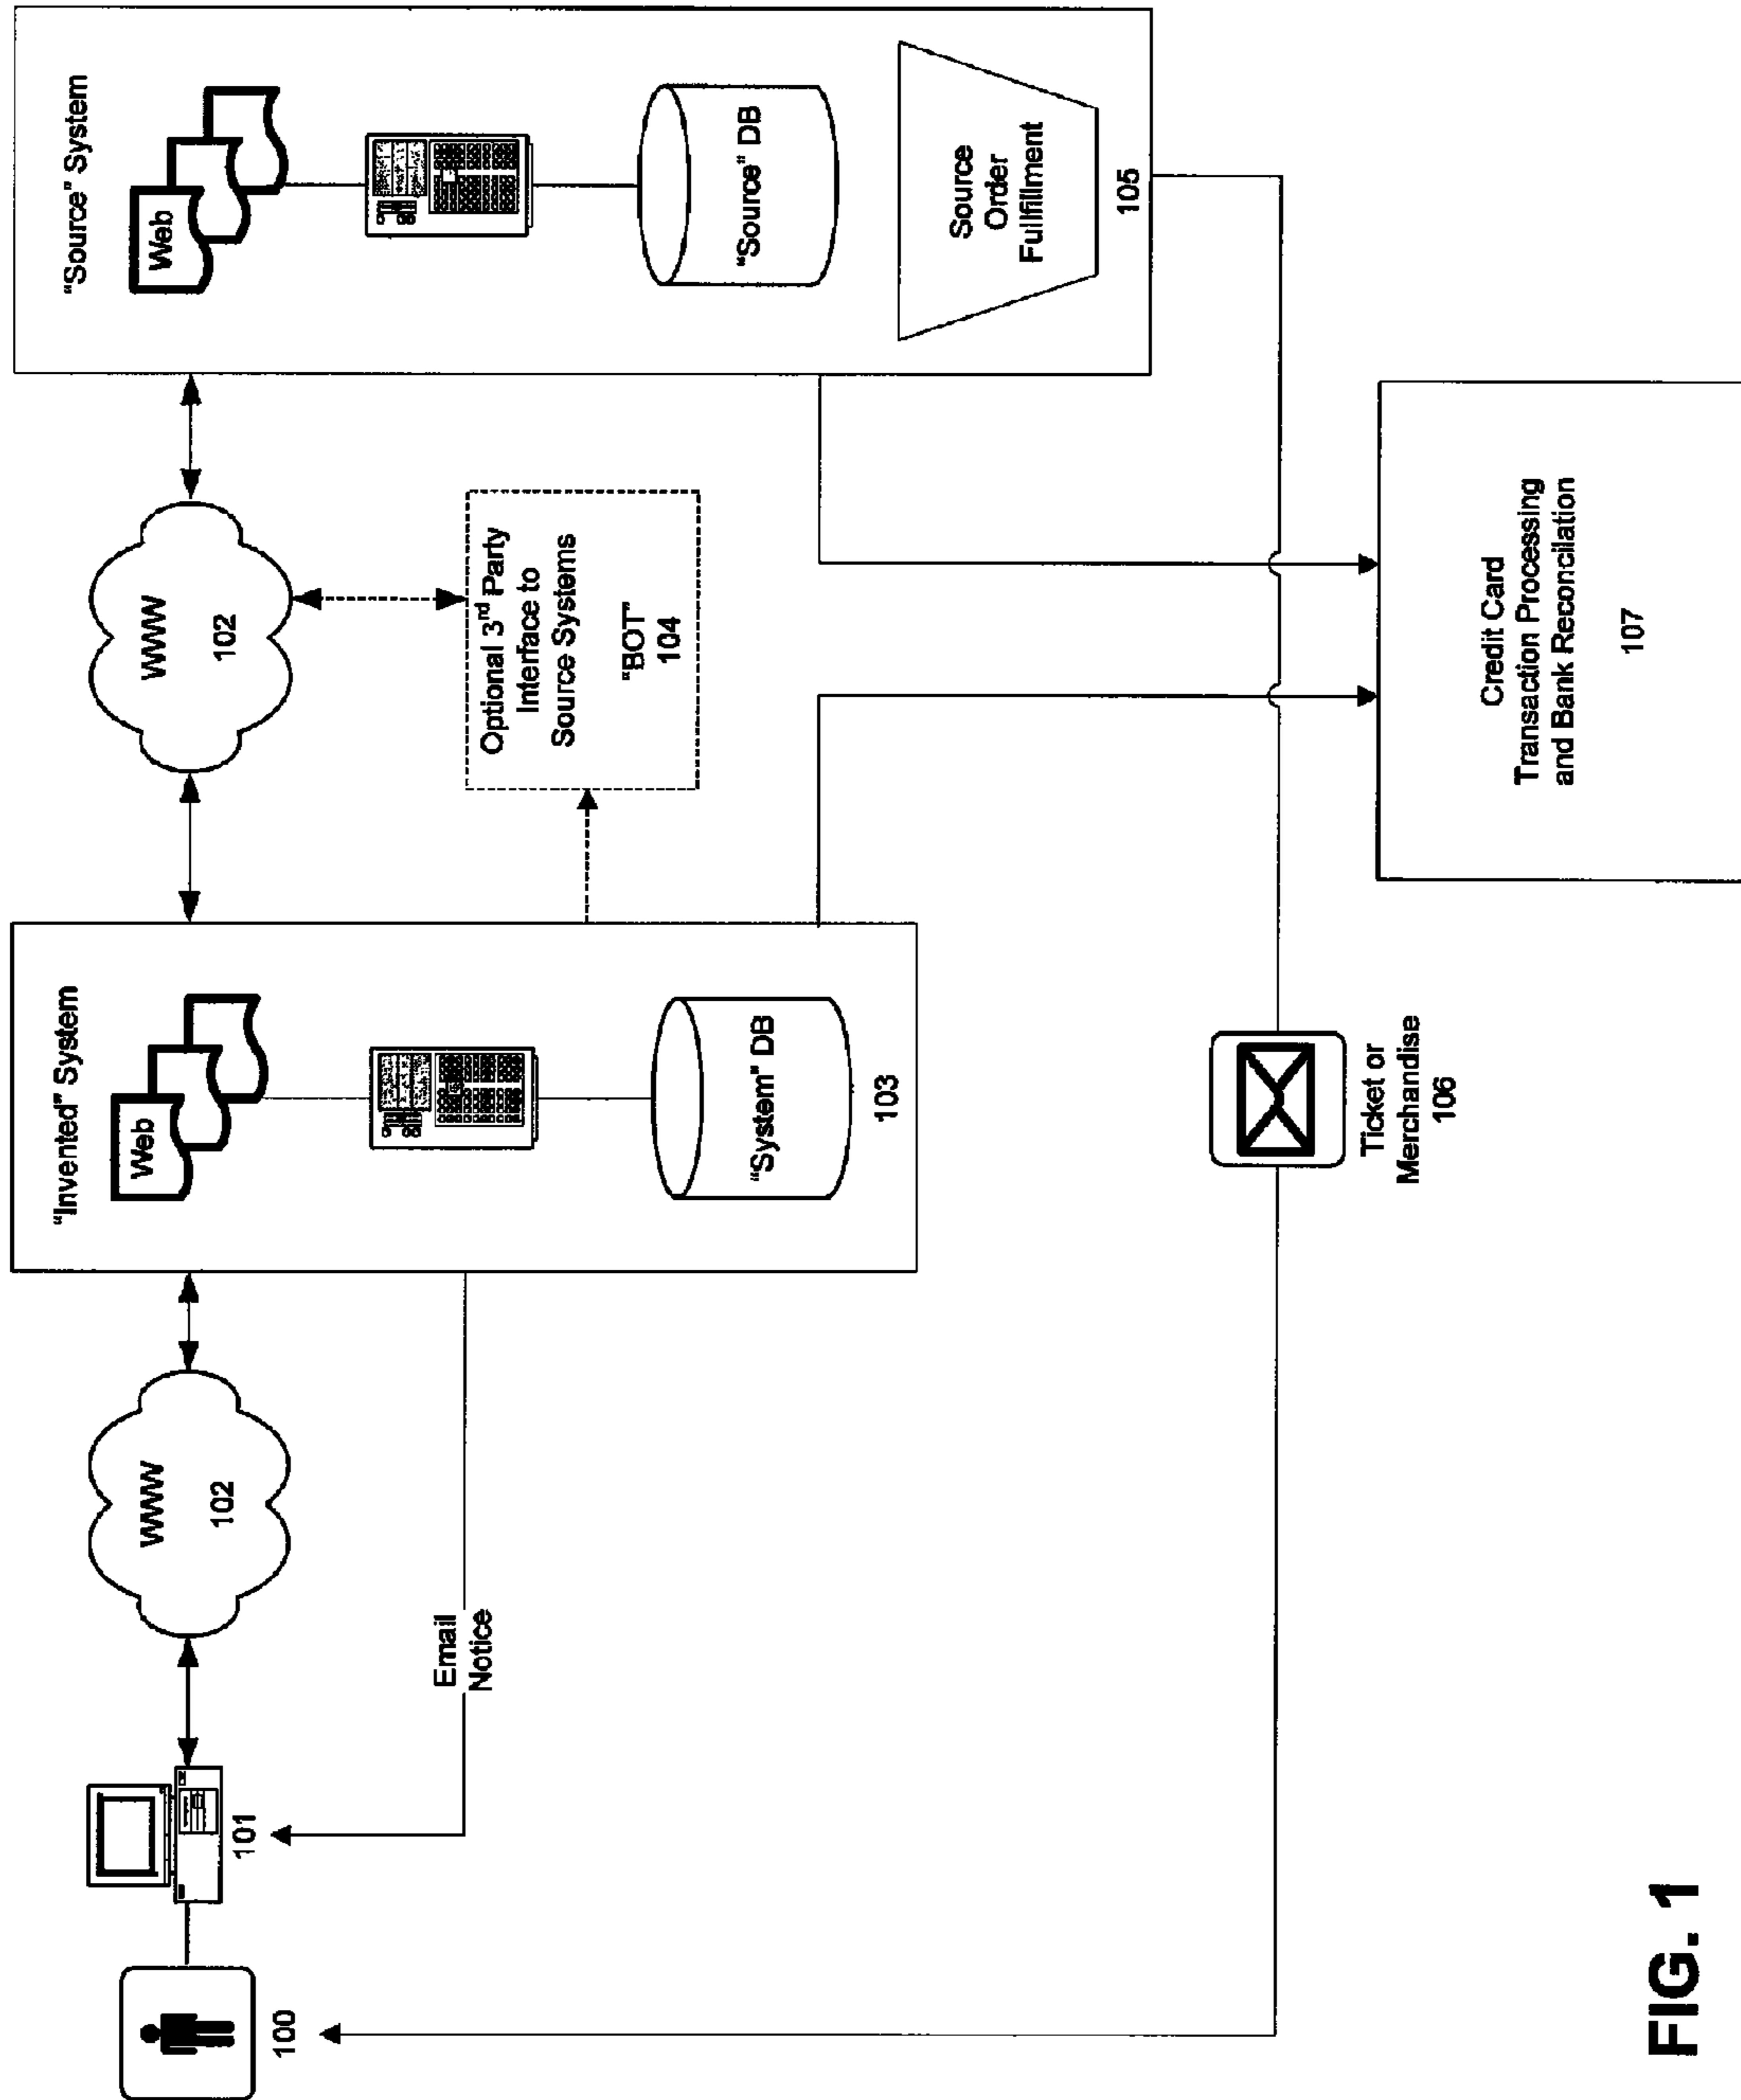 "Invented" System
Web
"System" DB
103
"Source" System
Web
"Source" DB
Source
Order
Fullfillment
105
WWW
102
WWW
102
Optional 3nd Party
Interface to
Source Systems
"BOT"
104
100
101
Email
Notice
Ticket or
Merchandise
106
Credit Card
Transaction Processing
and Bank Reconcilation
107
FIG. 1